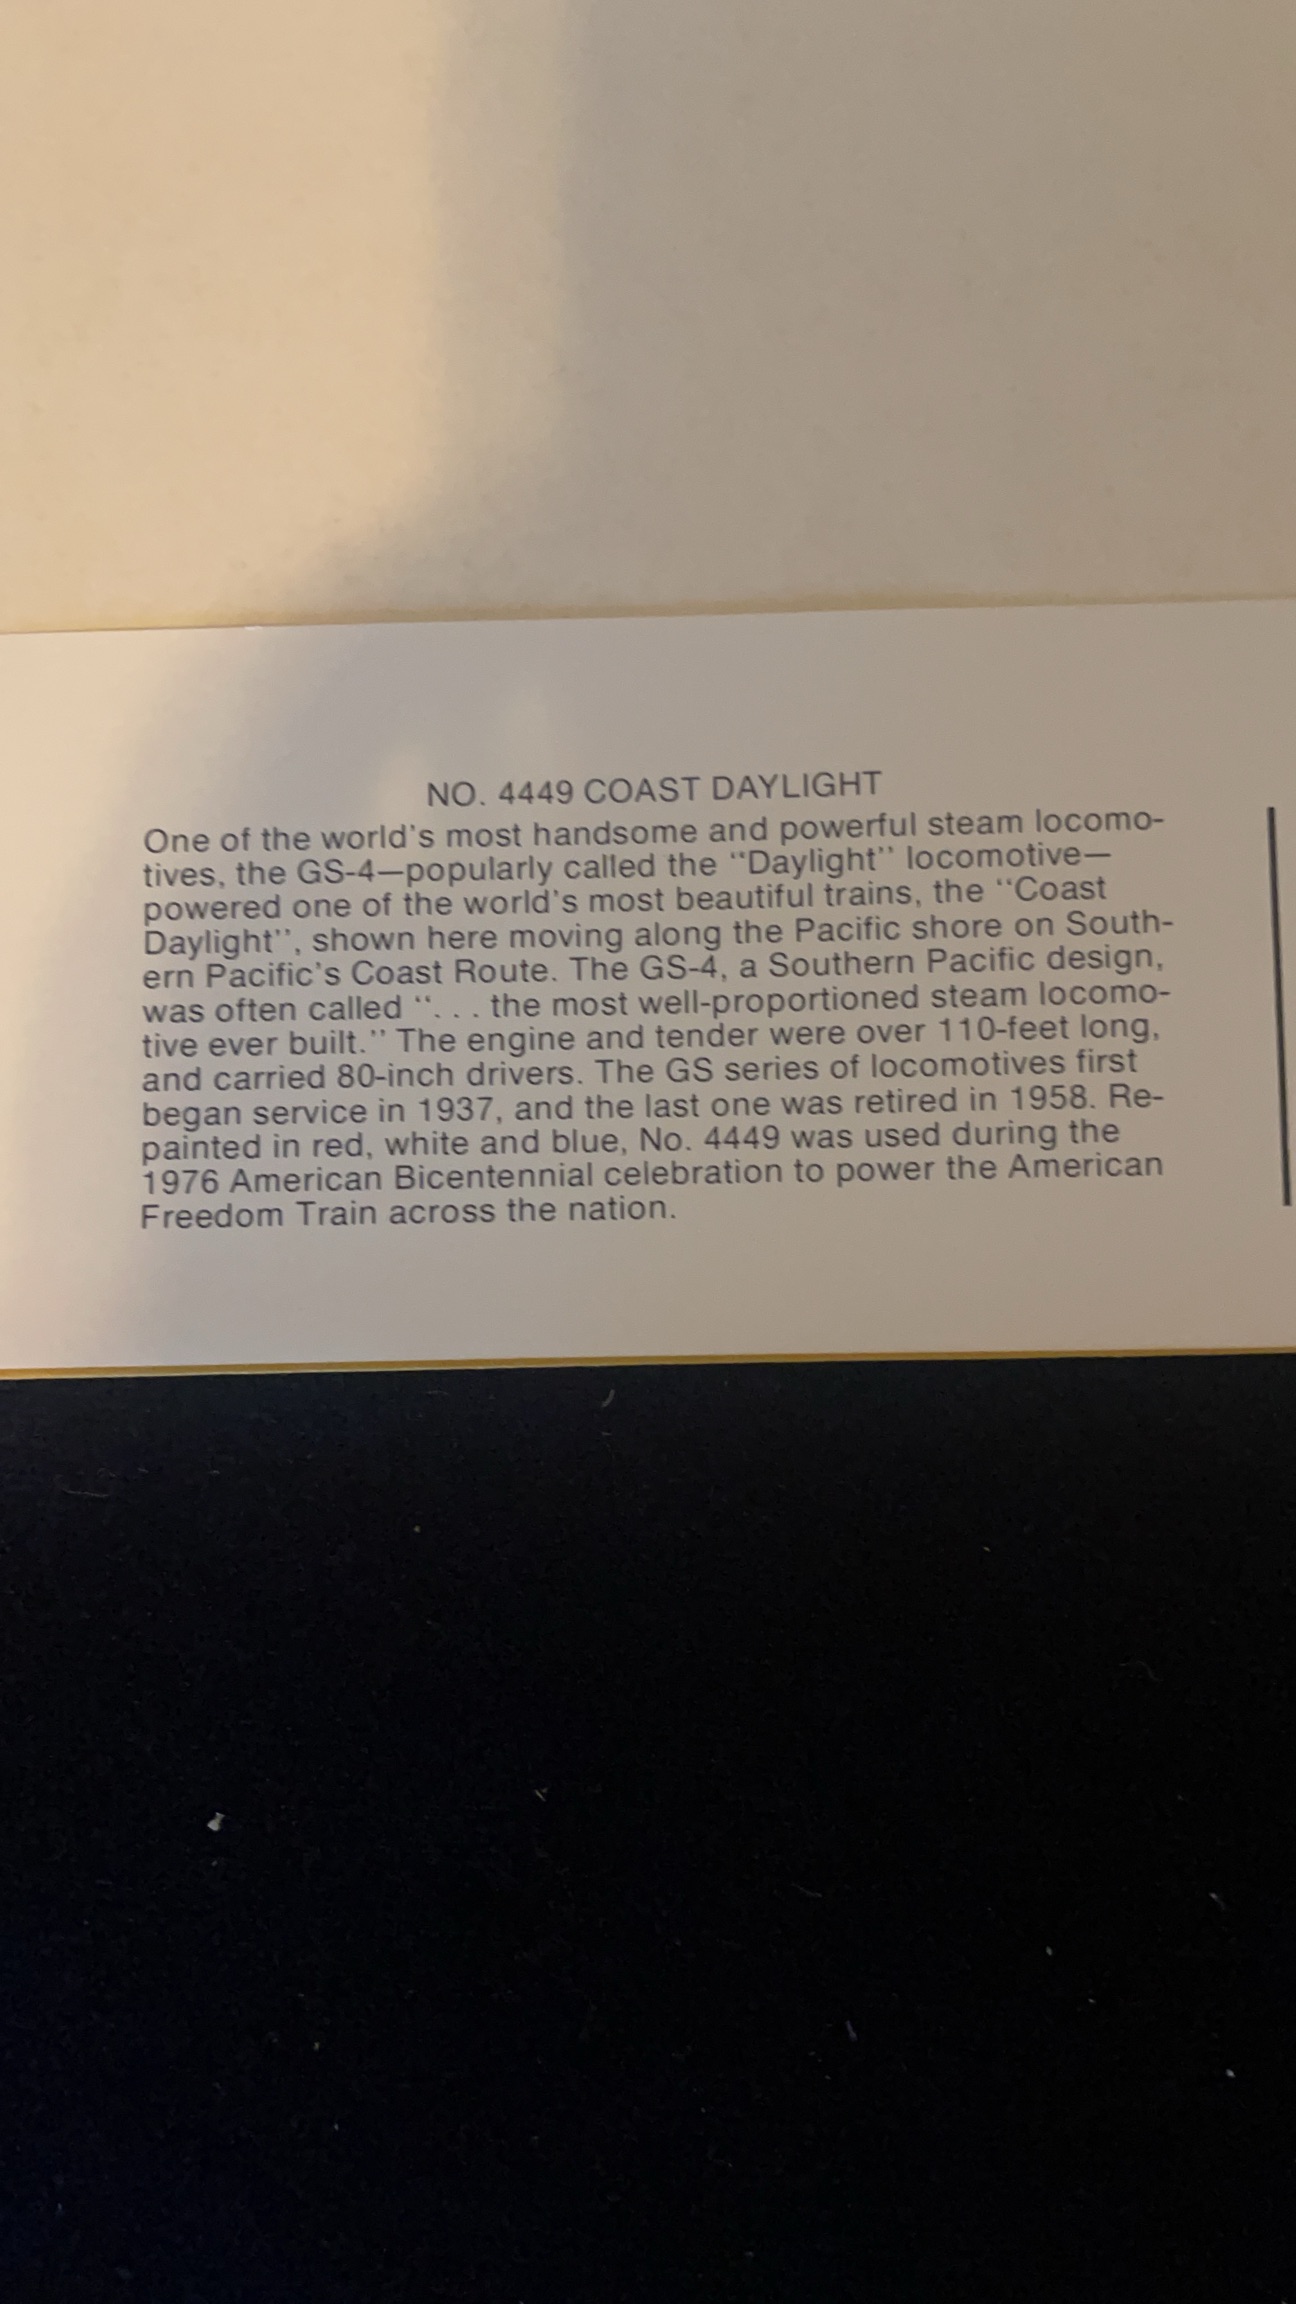 NO. 4449 COAST DAYLIGHT
One of the world's most handsome and powerful steam locomo-
tives, the GS-4—popularly called the "Daylight" locomotive—
powered one of the world's most beautiful trains, the "Coast
Daylight", shown here moving along the Pacific shore on South-
ern Pacific's Coast Route. The GS-4, a Southern Pacific design,
was often called ". . . the most well-proportioned steam locomo-
tive ever built." The engine and tender were over 110-feet long,
and carried 80-inch drivers. The GS series of locomotives first
began service in 1937, and the last one was retired in 1958. Re-
painted in red, white and blue, No. 4449 was used during the
1976 American Bicentennial celebration to power the American
Freedom Train across the nation.